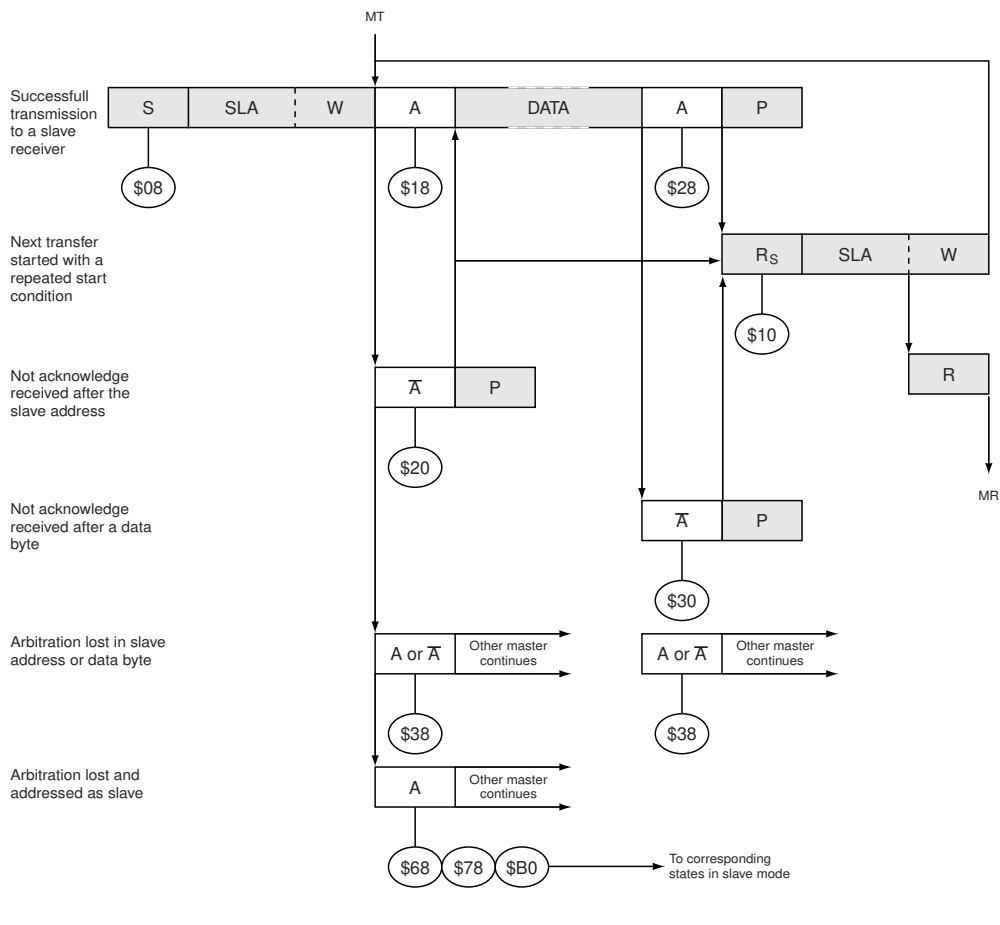 MT
Successfull
transmission
to a slave
receiver
S SLA W A DATA A P
$08 $18 $28
Next transfer
started with a
repeated start
condition
RS SLA W
$10
Not acknowledge
received after the
slave address
A̅ P
R
$20
MR
Not acknowledge
received after a data
byte
A̅ P
$30
Arbitration lost in slave
address or data byte
A or A̅
Other master
continues
A or A̅
Other master
continues
$38 $38
Arbitration lost and
addressed as slave
A
Other master
continues
$68 $78 $B0
To corresponding
states in slave mode